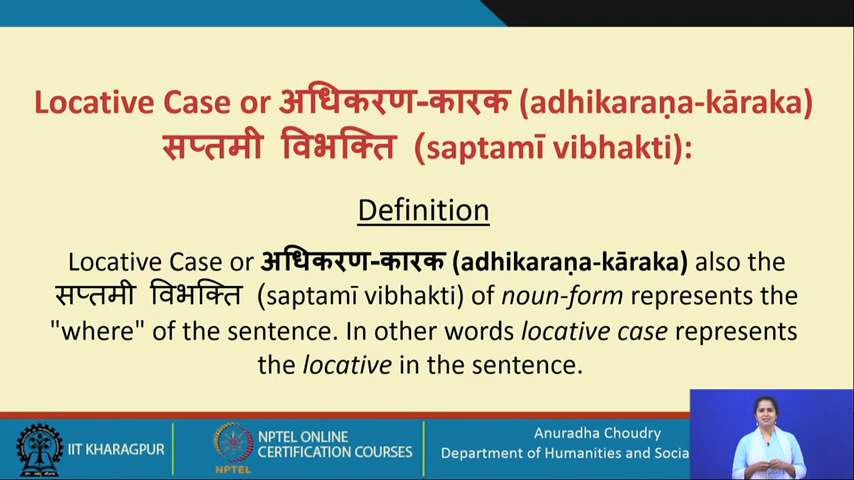 Locative Case or अधिकरण-कारक (adhikaraṇa-kāraka)
सप्तमी विभक्ति (saptamī vibhakti):
Definition
Locative Case or अधिकरण-कारक (adhikaraṇa-kāraka) also the
सप्तमी विभक्ति (saptamī vibhakti) of noun-form represents the
"where" of the sentence. In other words locative case represents
the locative in the sentence.
IIT KHARAGPUR
NPTEL
NPTEL ONLINE
CERTIFICATION COURSES
Anuradha Choudry
Department of Humanities and Socia